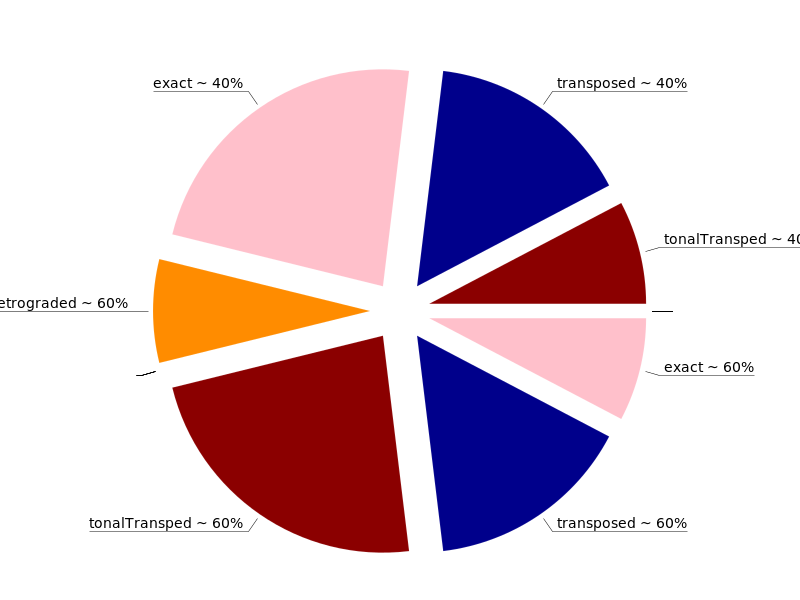 exact ~ 40%
transposed ~ 40%
tonalTransped ~ 40
etrograded ~ 60%
exact ~ 60%
tonalTransped ~ 60%
transposed ~ 60%